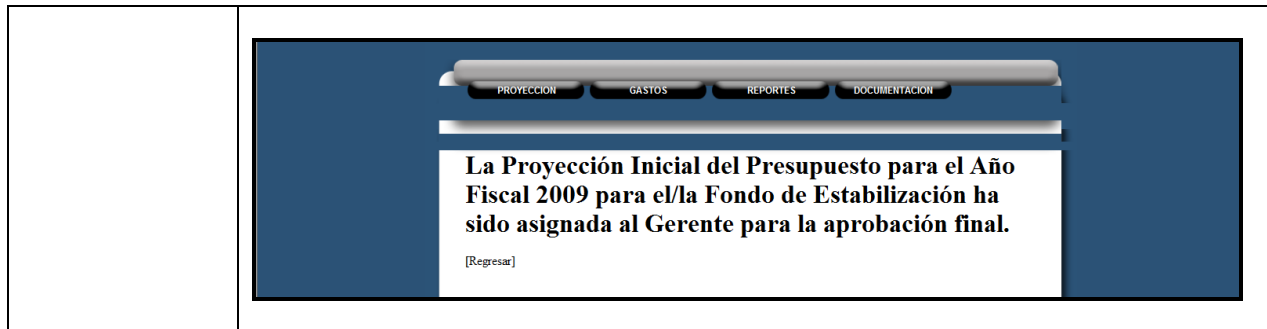 PROYECCION GASTOS REPORTES DOCUMENTACION
La Proyección Inicial del Presupuesto para el Año
Fiscal 2009 para el/la Fondo de Estabilización ha
sido asignada al Gerente para la aprobación final.
[Regresar]